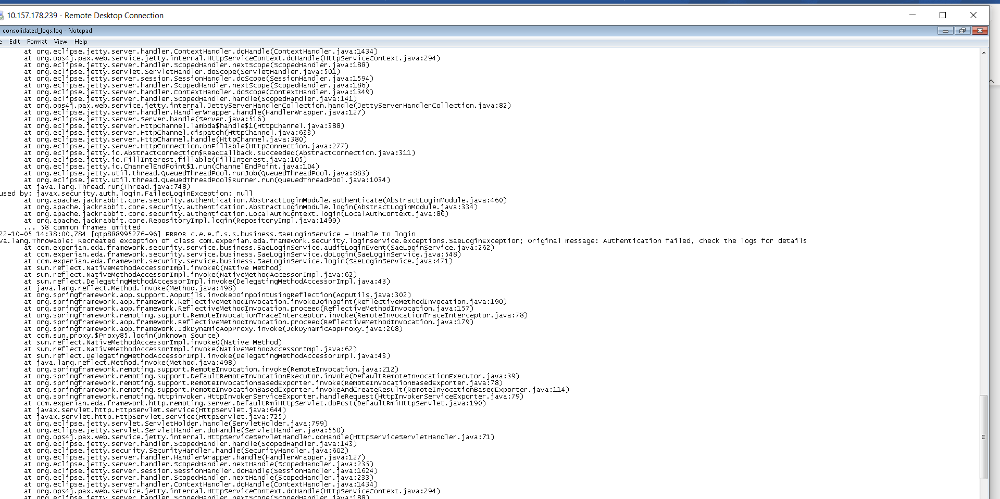 10.157.178.239 - Remote Desktop Connection
consolidated_logs.log - Notepad
e Edit Format View Help
at org.eclipse.jetty.server.handler.ContextHandler.doHandle(ContextHandler.java:1434)
at org.ops4j.pax.web.service.jetty.internal.HttpServiceContext.doHandle(HttpServiceContext.java:294)
at org.eclipse.jetty.server.handler.ScopedHandler.nextScope(ScopedHandler.java:188)
at org.eclipse.jetty.servlet.ServletHandler.doScope(ServletHandler.java:501)
at org.eclipse.jetty.server.session.SessionHandler.doScope(SessionHandler.java:1594)
at org.eclipse.jetty.server.handler.ScopedHandler.nextScope(ScopedHandler.java:186)
at org.eclipse.jetty.server.handler.ContextHandler.doScope(ContextHandler.java:1349)
at org.eclipse.jetty.server.handler.ScopedHandler.handle(ScopedHandler.java:141)
at org.ops4j.pax.web.service.jetty.internal.JettyServerHandlerCollection.handle(JettyServerHandlerCollection.java:82)
at org.eclipse.jetty.server.handler.HandlerWrapper.handle(HandlerWrapper.java:127)
at org.eclipse.jetty.server.Server.handle(Server.java:516)
at org.eclipse.jetty.server.HttpChannel.lambda$handle$1(HttpChannel.java:388)
at org.eclipse.jetty.server.HttpChannel.dispatch(HttpChannel.java:633)
at org.eclipse.jetty.server.HttpChannel.handle(HttpChannel.java:380)
at org.eclipse.jetty.server.HttpConnection.onFillable(HttpConnection.java:277)
at org.eclipse.jetty.io.AbstractConnection$ReadCallback.succeeded(AbstractConnection.java:311)
at org.eclipse.jetty.io.FillInterest.fillable(FillInterest.java:105)
at org.eclipse.jetty.io.ChannelEndPoint$1.run(ChannelEndPoint.java:104)
at org.eclipse.jetty.util.thread.QueuedThreadPool.runJob(QueuedThreadPool.java:883)
at org.eclipse.jetty.util.thread.QueuedThreadPool$Runner.run(QueuedThreadPool.java:1034)
at java.lang.Thread.run(Thread.java:748)
used by: javax.security.auth.login.FailedLoginException: null
at org.apache.jackrabbit.core.security.authentication.AbstractLoginModule.authenticate(AbstractLoginModule.java:460)
at org.apache.jackrabbit.core.security.authentication.AbstractLoginModule.login(AbstractLoginModule.java:334)
at org.apache.jackrabbit.core.security.authentication.LocalAuthContext.login(LocalAuthContext.java:86)
at org.apache.jackrabbit.core.RepositoryImpl.login(RepositoryImpl.java:1499)
... 58 common frames omitted
22-10-05 14:38:00,784 [qtp888995276-96] ERROR c.e.e.f.s.s.business.SaeLoginService - Unable to login
va.lang.Throwable: Recreated exception of class com.experian.eda.framework.security.loginservice.exceptions.SaeLoginException; Original message: Authentication failed, check the logs for details
at com.experian.eda.framework.security.service.business.SaeLoginService.auditLoginEvent(SaeLoginService.java:262)
at com.experian.eda.framework.security.service.business.SaeLoginService.doLogin(SaeLoginService.java:548)
at com.experian.eda.framework.security.service.business.SaeLoginService.login(SaeLoginService.java:471)
at sun.reflect.NativeMethodAccessorImpl.invoke0(Native Method)
at sun.reflect.NativeMethodAccessorImpl.invoke(NativeMethodAccessorImpl.java:62)
at sun.reflect.DelegatingMethodAccessorImpl.invoke(DelegatingMethodAccessorImpl.java:43)
at java.lang.reflect.Method.invoke(Method.java:498)
at org.springframework.aop.support.AopUtils.invokeJoinpointUsingReflection(AopUtils.java:302)
at org.springframework.aop.framework.ReflectiveMethodInvocation.invokeJoinpoint(ReflectiveMethodInvocation.java:190)
at org.springframework.aop.framework.ReflectiveMethodInvocation.proceed(ReflectiveMethodInvocation.java:157)
at org.springframework.remoting.support.RemoteInvocationTraceInterceptor.invoke(RemoteInvocationTraceInterceptor.java:78)
at org.springframework.aop.framework.ReflectiveMethodInvocation.proceed(ReflectiveMethodInvocation.java:179)
at org.springframework.aop.framework.JdkDynamicAopProxy.invoke(JdkDynamicAopProxy.java:208)
at com.sun.proxy.$Proxy85.login(Unknown Source)
at sun.reflect.NativeMethodAccessorImpl.invoke0(Native Method)
at sun.reflect.NativeMethodAccessorImpl.invoke(NativeMethodAccessorImpl.java:62)
at sun.reflect.DelegatingMethodAccessorImpl.invoke(DelegatingMethodAccessorImpl.java:43)
at java.lang.reflect.Method.invoke(Method.java:498)
at org.springframework.remoting.support.RemoteInvocation.invoke(RemoteInvocation.java:212)
at org.springframework.remoting.support.DefaultRemoteInvocationExecutor.invoke(DefaultRemoteInvocationExecutor.java:39)
at org.springframework.remoting.support.RemoteInvocationBasedExporter.invoke(RemoteInvocationBasedExporter.java:78)
at org.springframework.remoting.support.RemoteInvocationBasedExporter.invokeAndCreateResult(RemoteInvocationBasedExporter.java:114)
at org.springframework.remoting.httpinvoker.HttpInvokerServiceExporter.handleRequest(HttpInvokerServiceExporter.java:79)
at com.experian.eda.framework.http.remoting.server.DefaultRmiHttpServlet.doPost(DefaultRmiHttpServlet.java:190)
at javax.servlet.http.HttpServlet.service(HttpServlet.java:644)
at javax.servlet.http.HttpServlet.service(HttpServlet.java:725)
at org.eclipse.jetty.servlet.ServletHolder.handle(ServletHolder.java:799)
at org.eclipse.jetty.servlet.ServletHandler.doHandle(ServletHandler.java:550)
at org.ops4j.pax.web.service.jetty.internal.HttpServiceServletHandler.doHandle(HttpServiceServletHandler.java:71)
at org.eclipse.jetty.server.handler.ScopedHandler.handle(ScopedHandler.java:143)
at org.eclipse.jetty.security.SecurityHandler.handle(SecurityHandler.java:602)
at org.eclipse.jetty.server.handler.HandlerWrapper.handle(HandlerWrapper.java:127)
at org.eclipse.jetty.server.handler.ScopedHandler.nextHandle(ScopedHandler.java:235)
at org.eclipse.jetty.server.session.SessionHandler.doHandle(SessionHandler.java:1624)
at org.eclipse.jetty.server.handler.ScopedHandler.nextHandle(ScopedHandler.java:233)
at org.eclipse.jetty.server.handler.ContextHandler.doHandle(ContextHandler.java:1434)
at org.ops4j.pax.web.service.jetty.internal.HttpServiceContext.doHandle(HttpServiceContext.java:294)
at org.eclipse.jetty.server.handler.ScopedHandler.nextScope(ScopedHandler.java:188)